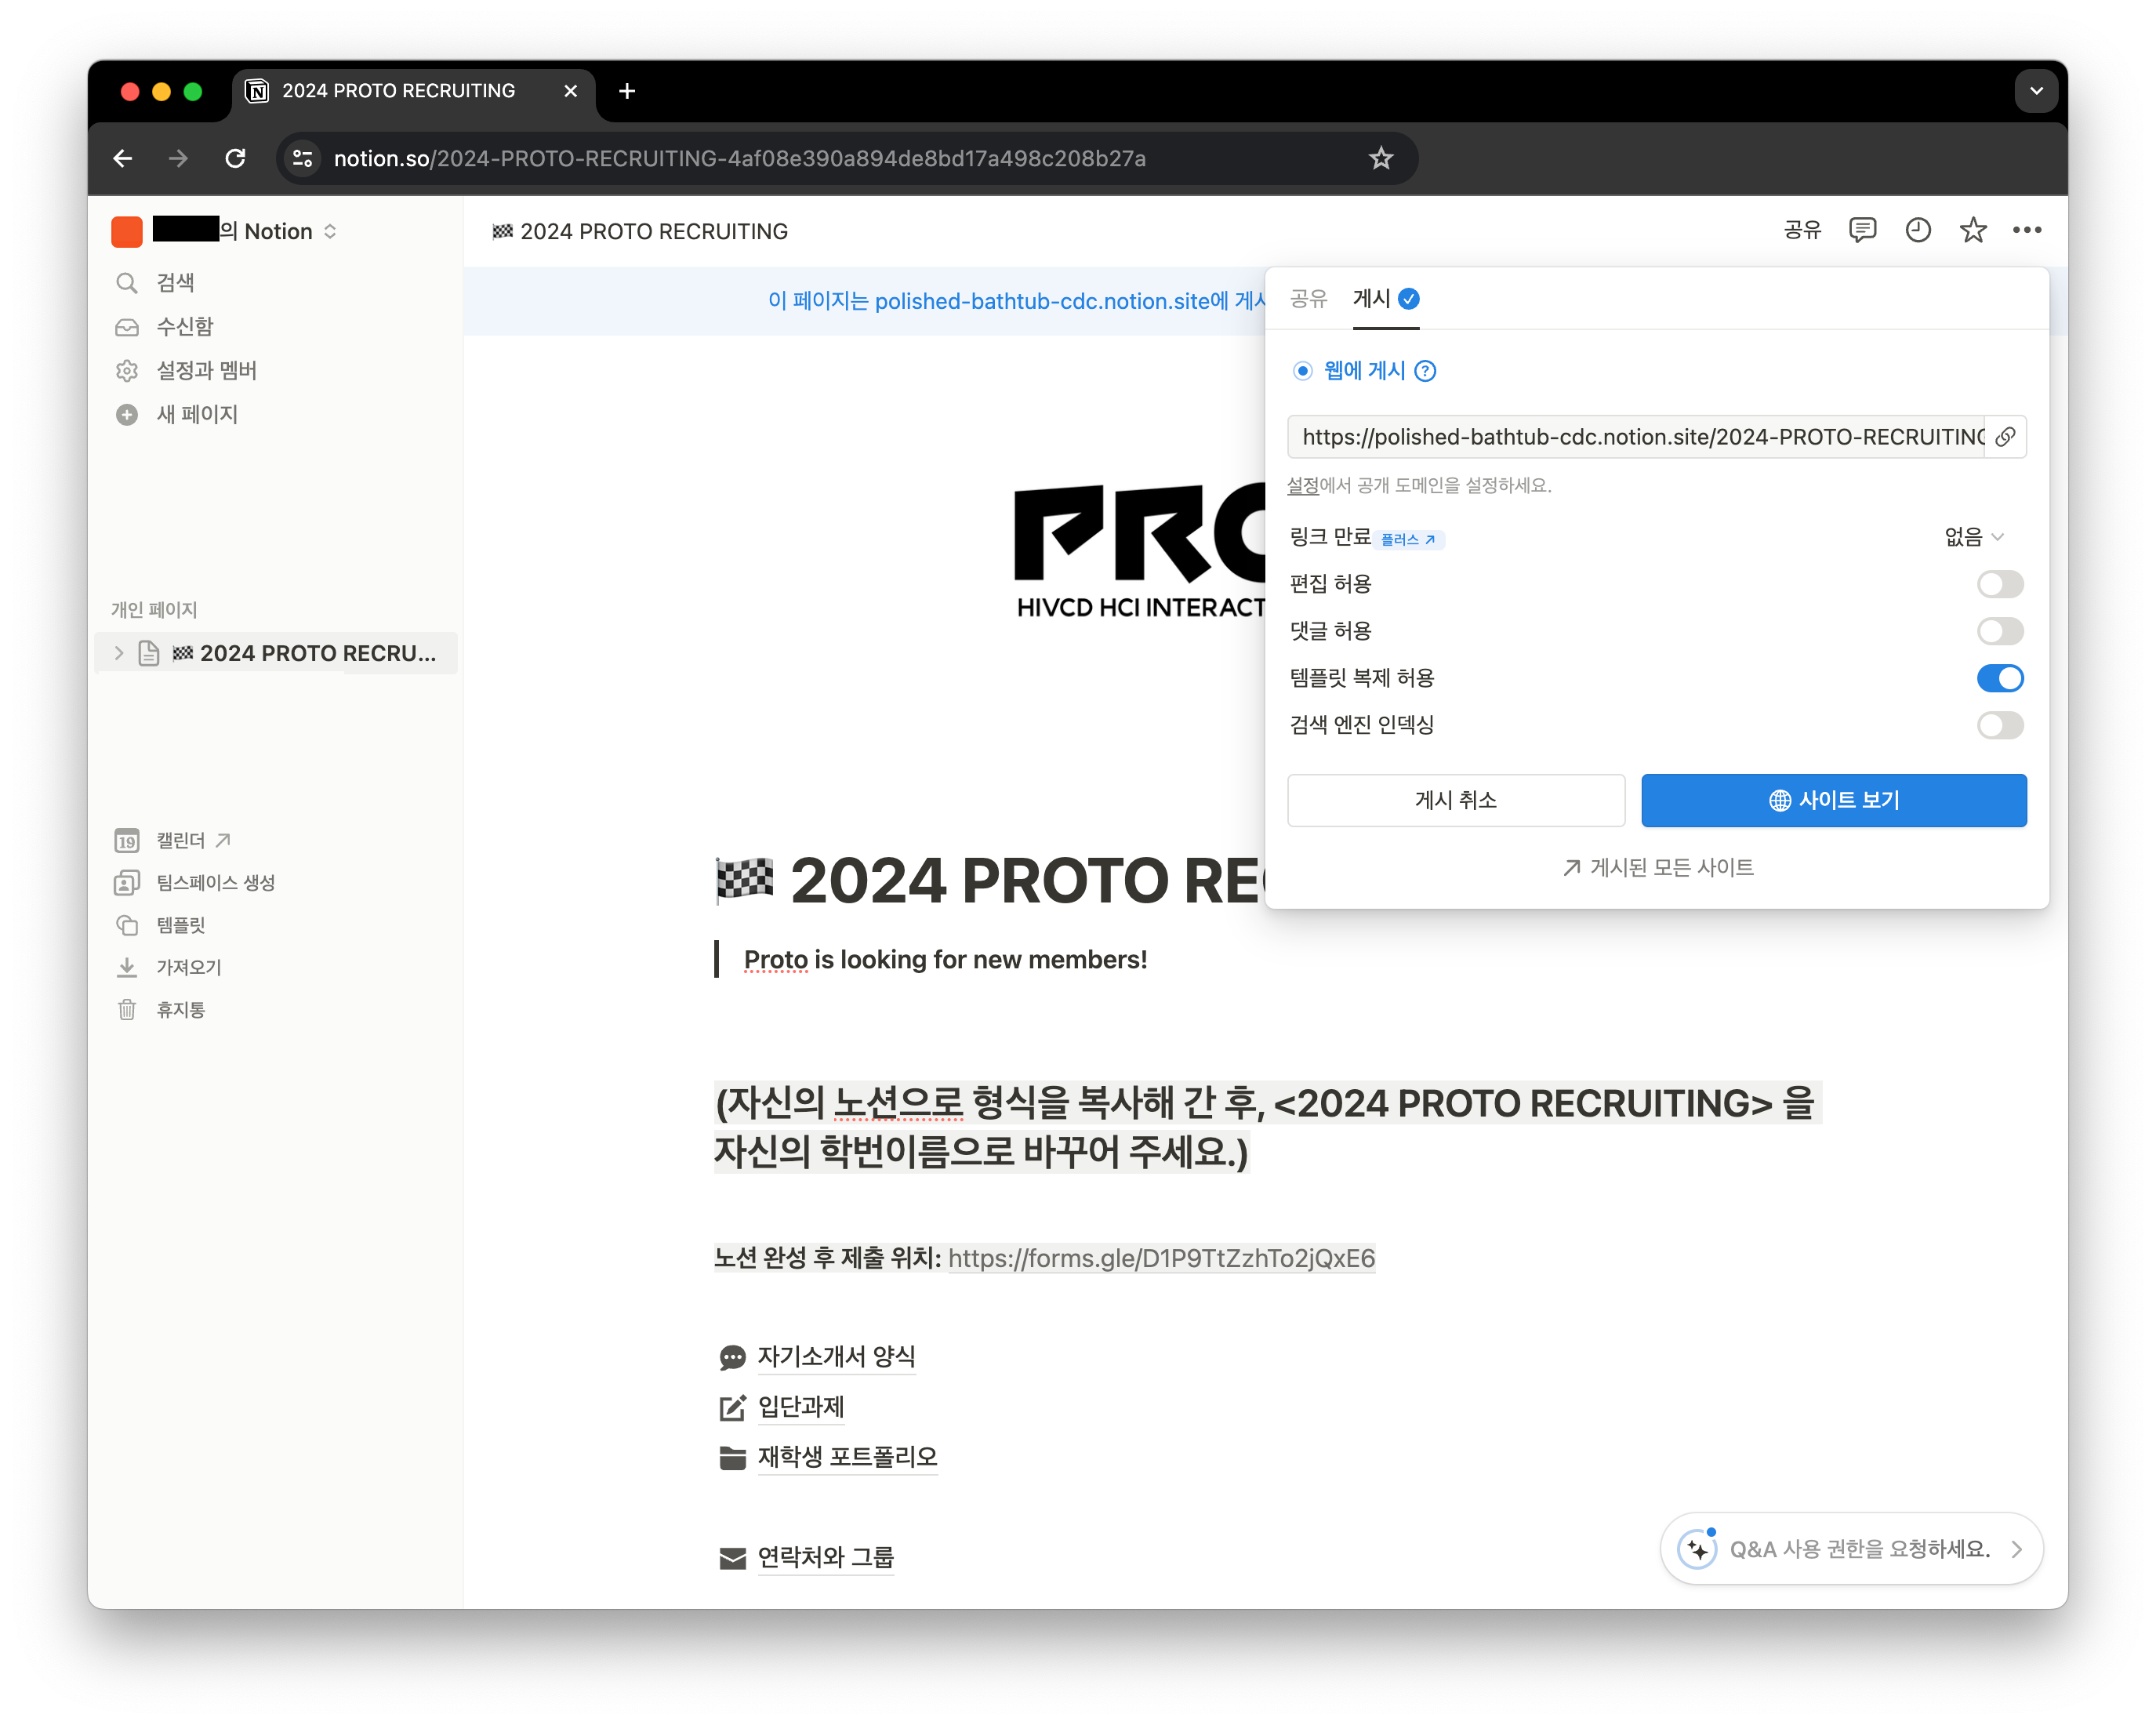 2024 PROTO RECRUITING
notion.so/2024-PROTO-RECRUITING-4af08e390a894de8bd17a498c208b27a
의 Notion
검색
수신함
설정과 멤버
새 페이지
개인 페이지
2024 PROTO RECRU...
19 캘린더
팀스페이스 생성
템플릿
가져오기
휴지통
2024 PROTO RECRUITING
공유
이 페이지는 polished-bathtub-cdc.notion.site에 게시
공유 게시
웹에 게시
https://polished-bathtub-cdc.notion.site/2024-PROTO-RECRUITING
설정에서 공개 도메인을 설정하세요.
링크 만료 플러스 ↗ 없음
편집 허용
댓글 허용
템플릿 복제 허용
검색 엔진 인덱싱
게시 취소 사이트 보기
↗ 게시된 모든 사이트
PRO
HIVCD HCI INTERACT
2024 PROTO REC
Proto is looking for new members!
(자신의 노션으로 형식을 복사해 간 후, <2024 PROTO RECRUITING> 을
자신의 학번이름으로 바꾸어 주세요.)
노션 완성 후 제출 위치: https://forms.gle/D1P9TtZzhTo2jQxE6
자기소개서 양식
입단과제
재학생 포트폴리오
연락처와 그룹
Q&A 사용 권한을 요청하세요.